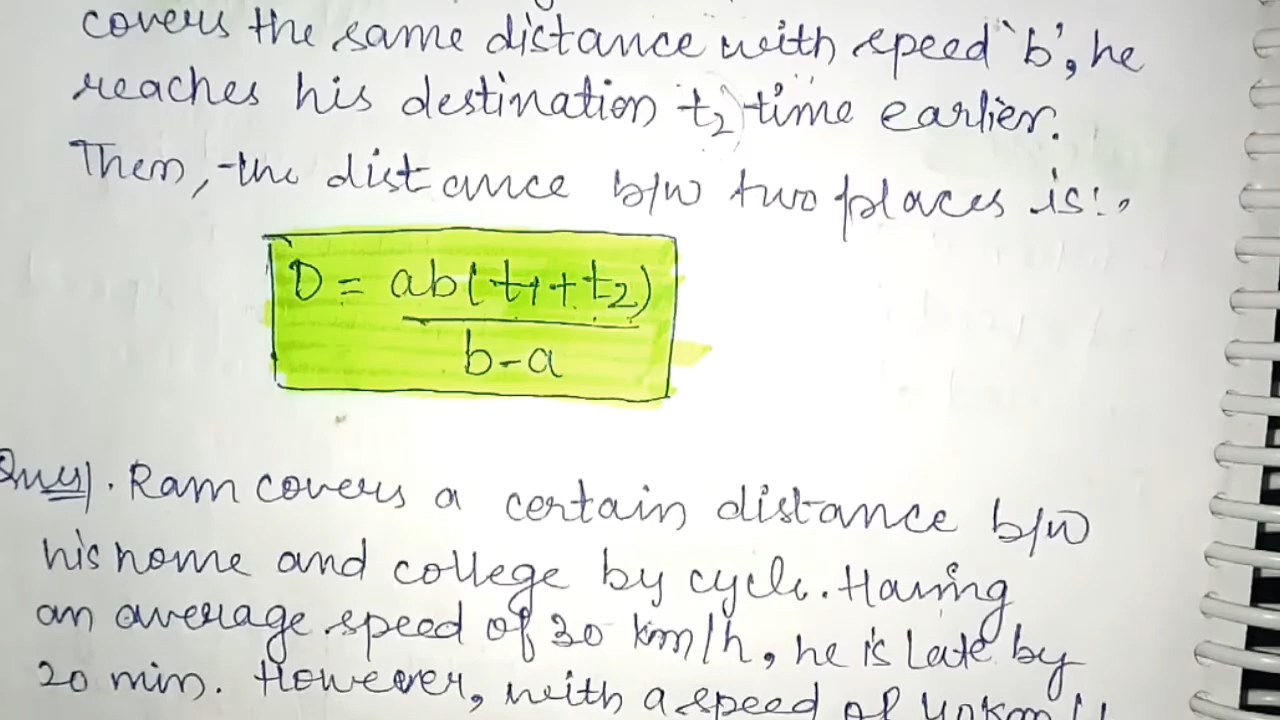 covers the same distance with speed 'b', he
reaches his destination t₂ time earlier.
Then, the distance b/w two places is:,
D = ab(t₁+t₂)
b-a
Ques). Ram covers a certain distance b/w
his home and college by cycle. Having
an average speed of 30 km/h, he is late by
20 min. However, with a speed of 40km